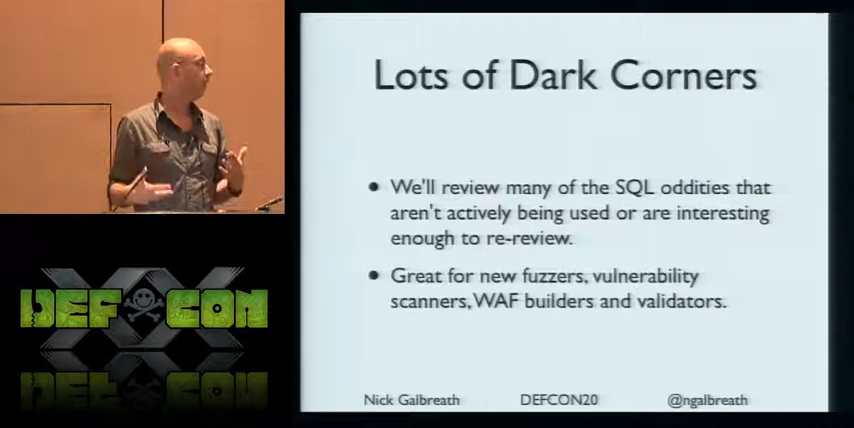 Lots of Dark Corners
We'll review many of the SQL oddities that
aren't actively being used or are interesting
enough to re-review.
Great for new fuzzers, vulnerability
scanners, WAF builders and validators.
Nick Galbreath DEFCON20 @ngalbreath
XX
DEF CON